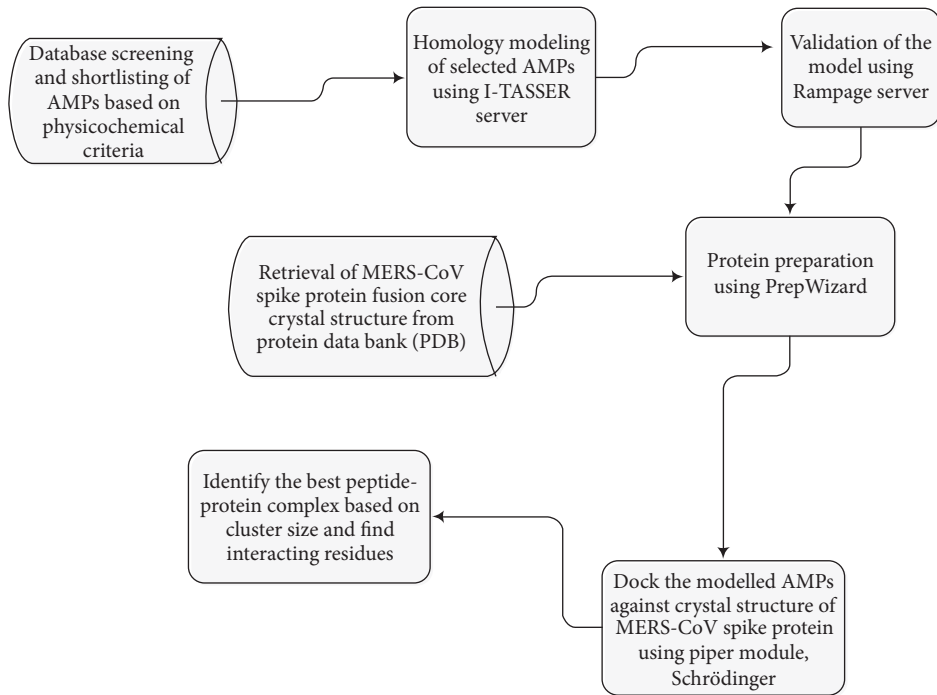 Database screening
and shortlisting of
AMPs based on
physicochemical
criteria
Homology modeling
of selected AMPs
using I-TASSER
server
Validation of the
model using
Rampage server
Retrieval of MERS-CoV
spike protein fusion core
crystal structure from
protein data bank (PDB)
Protein preparation
using PrepWizard
Identify the best peptide-
protein complex based on
cluster size and find
interacting residues
Dock the modelled AMPs
against crystal structure of
MERS-CoV spike protein
using piper module,
Schrödinger